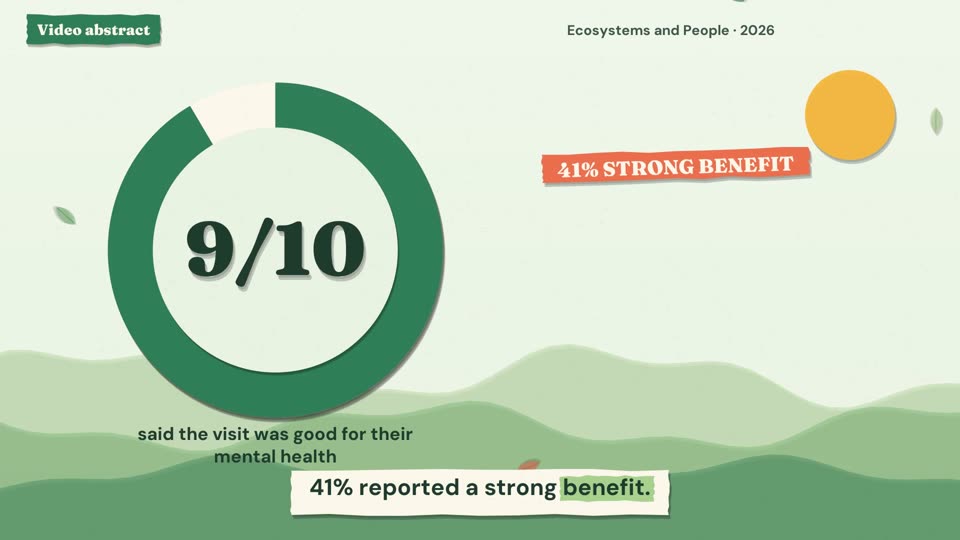 Video abstract
Ecosystems and People · 2026
41% STRONG BENEFIT
9/10
said the visit was good for their
mental health
41% reported a strong benefit.